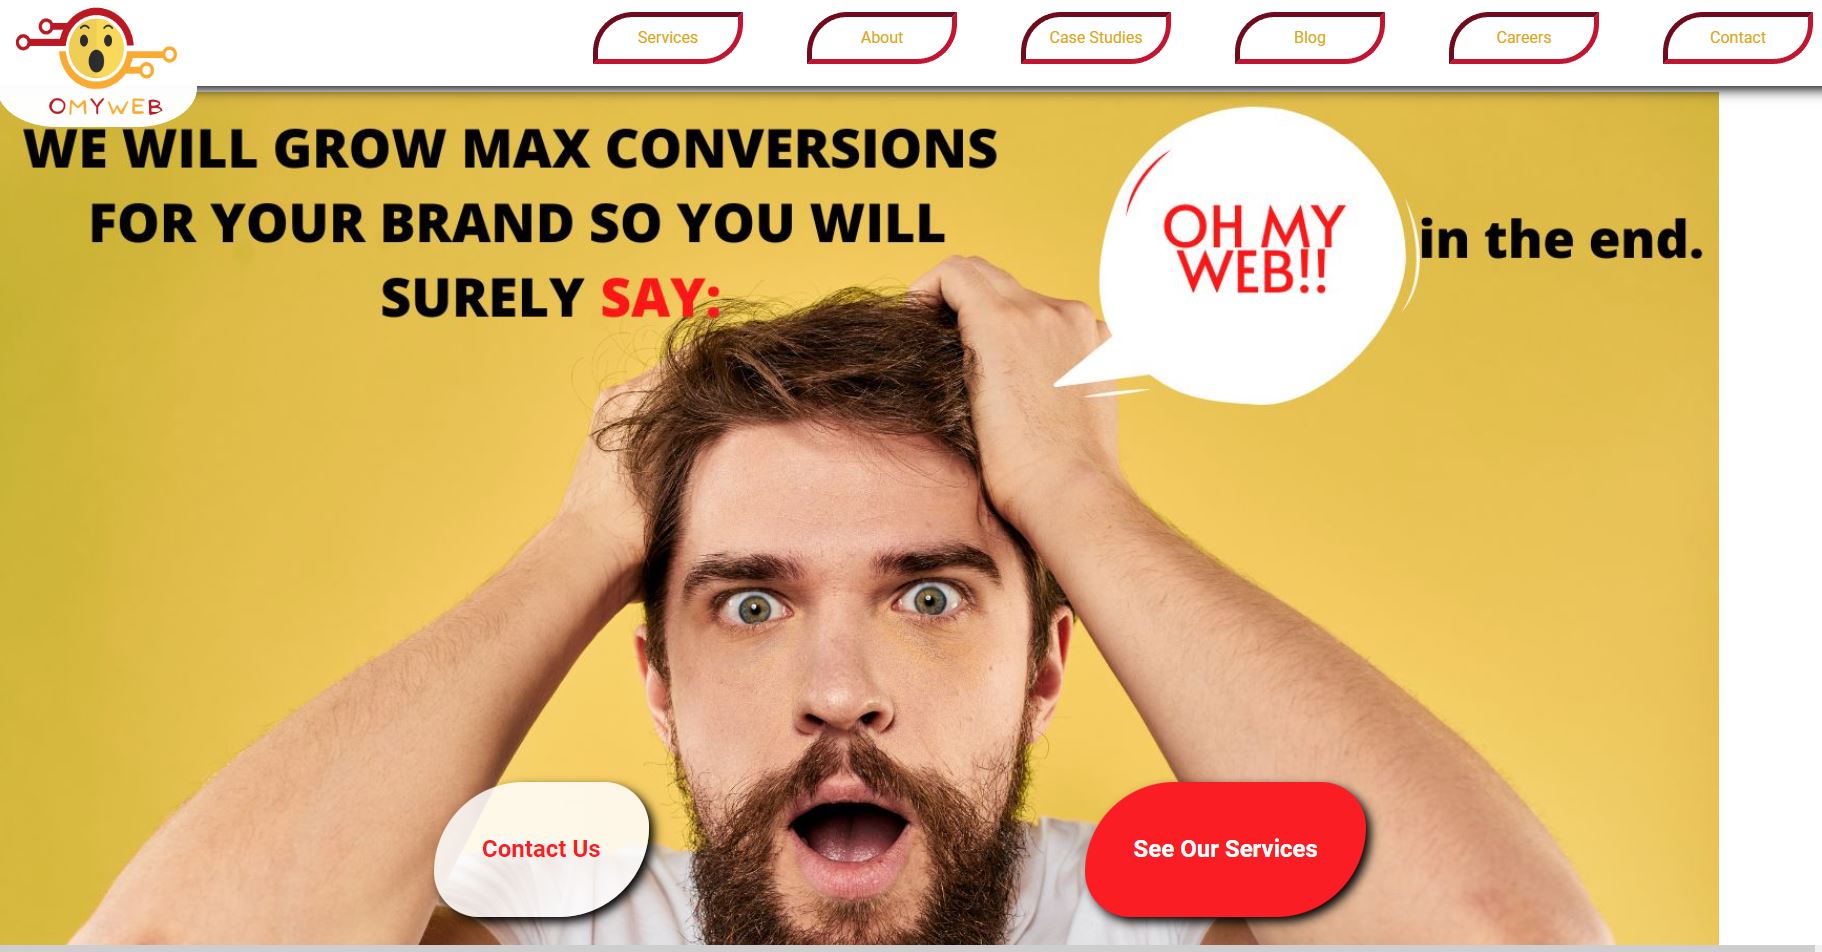 Services
About
Case Studies
Blog
Careers
Contact
OMYWEB
WE WILL GROW MAX CONVERSIONS
FOR YOUR BRAND SO YOU WILL
SURELY SAY:
OH MY
WEB!!
in the end.
Contact Us
See Our Services